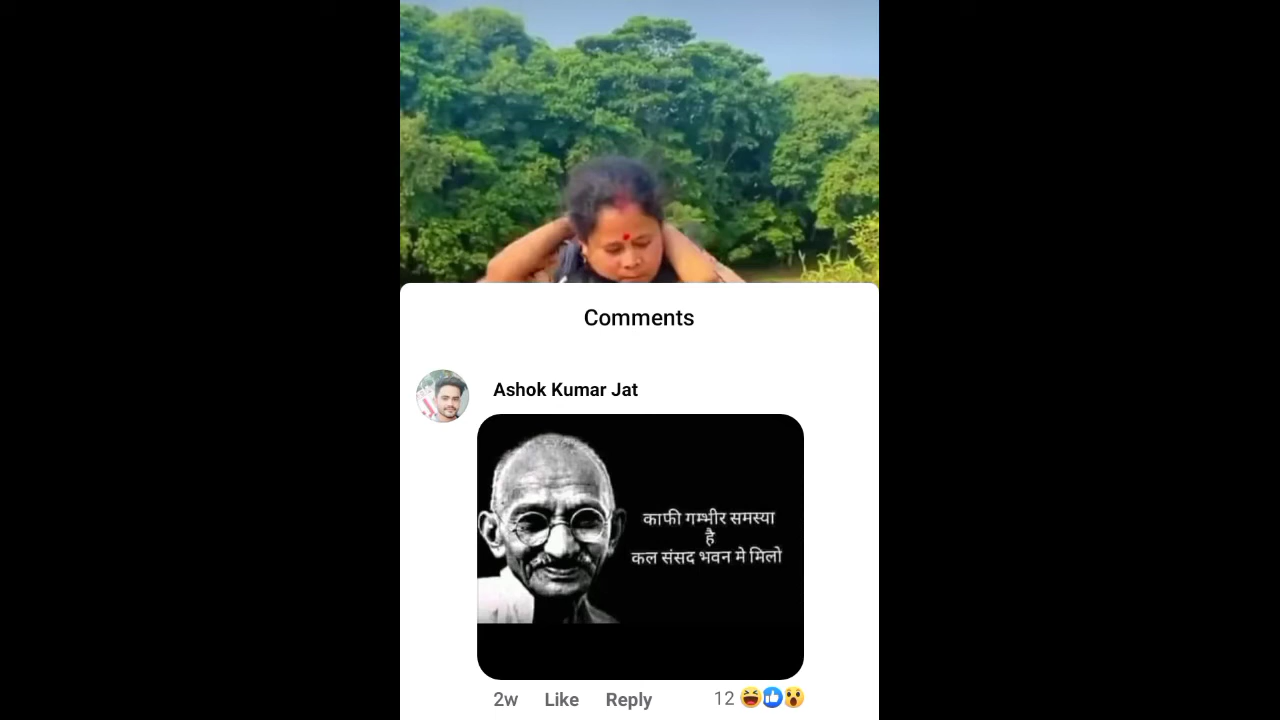 Comments
Ashok Kumar Jat
काफी गम्भीर समस्या
है
कल संसद भवन मे मिलो
2w Like Reply 12